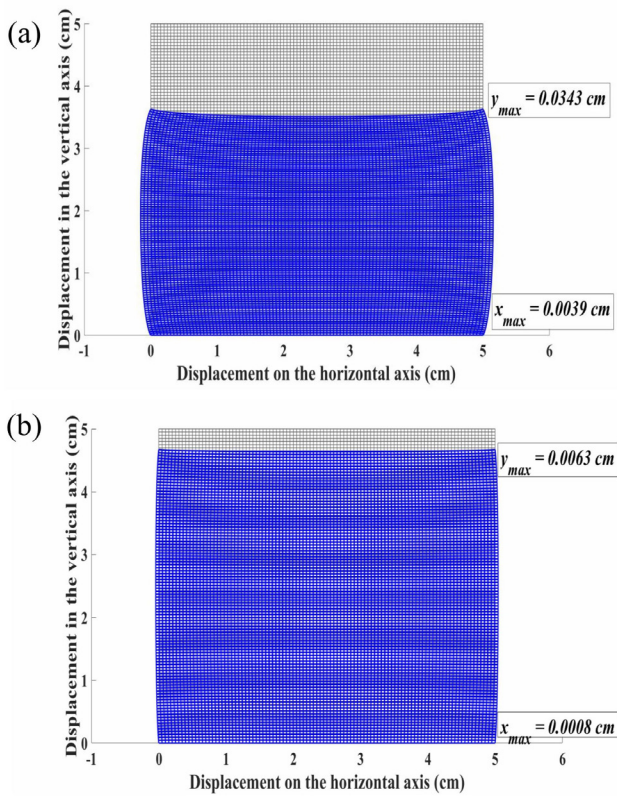 (a)
Displacement in the vertical axis (cm)
5
4
3
2
1
0
y_max = 0.0343 cm
x_max = 0.0039 cm
-1 0 1 2 3 4 5 6
Displacement on the horizontal axis (cm)
(b)
Displacement in the vertical axis (cm)
5
4
3
2
1
0
y_max = 0.0063 cm
x_max = 0.0008 cm
-1 0 1 2 3 4 5 6
Displacement on the horizontal axis (cm)